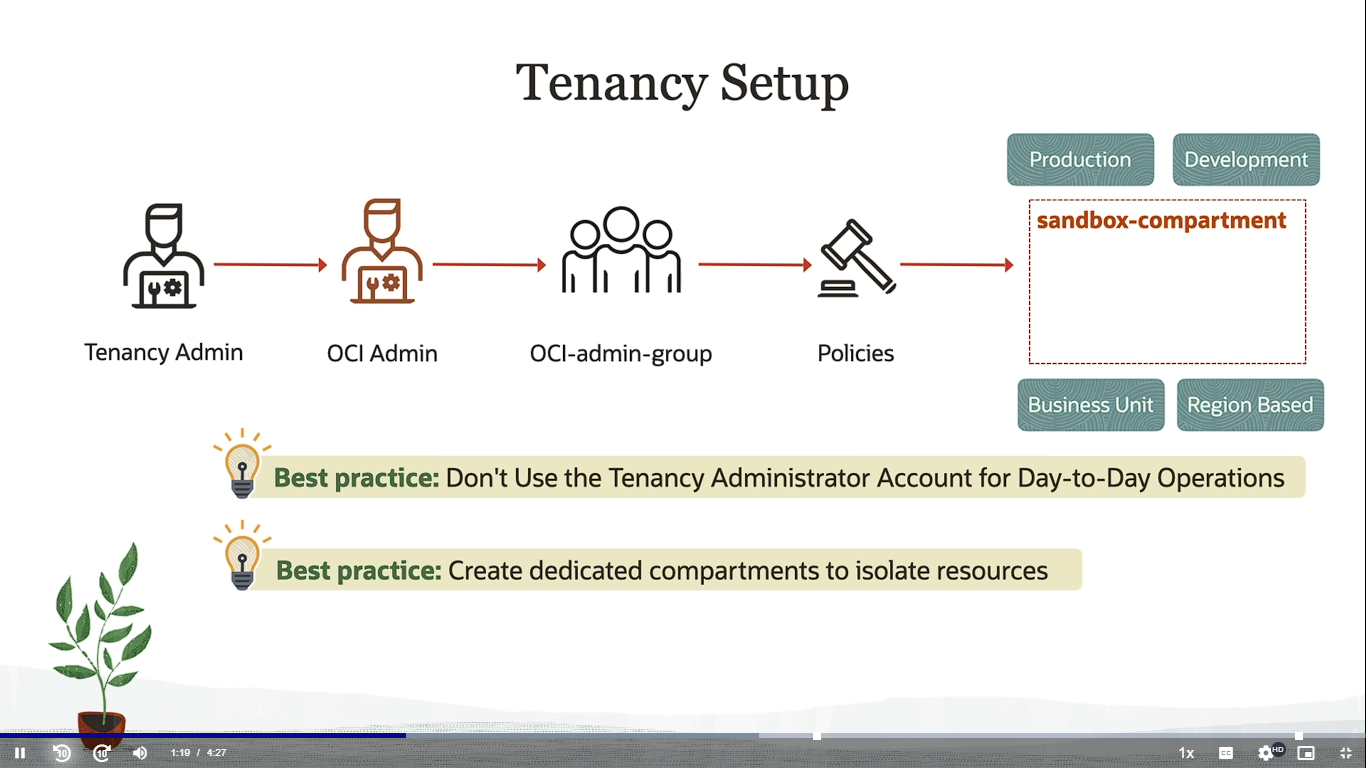 Tenancy Setup
Production
Development
sandbox-compartment
Tenancy Admin
OCI Admin
OCI-admin-group
Policies
Business Unit
Region Based
Best practice: Don't Use the Tenancy Administrator Account for Day-to-Day Operations
Best practice: Create dedicated compartments to isolate resources
10
10
1:19 / 4:27
1x
CC
HD